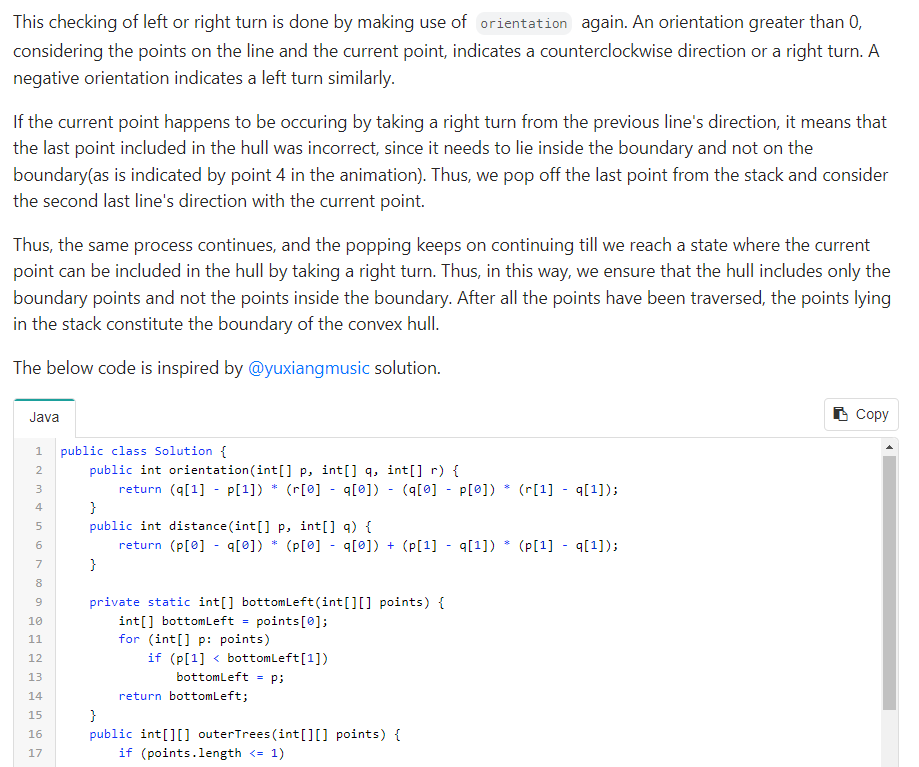 This checking of left or right turn is done by making use of orientation again. An orientation greater than 0,
considering the points on the line and the current point, indicates a counterclockwise direction or a right turn. A
negative orientation indicates a left turn similarly.
If the current point happens to be occuring by taking a right turn from the previous line's direction, it means that
the last point included in the hull was incorrect, since it needs to lie inside the boundary and not on the
boundary(as is indicated by point 4 in the animation). Thus, we pop off the last point from the stack and consider
the second last line's direction with the current point.
Thus, the same process continues, and the popping keeps on continuing till we reach a state where the current
point can be included in the hull by taking a right turn. Thus, in this way, we ensure that the hull includes only the
boundary points and not the points inside the boundary. After all the points have been traversed, the points lying
in the stack constitute the boundary of the convex hull.
The below code is inspired by @yuxiangmusic solution.
Java
Copy
1 public class Solution {
2     public int orientation(int[] p, int[] q, int[] r) {
3         return (q[1] - p[1]) * (r[0] - q[0]) - (q[0] - p[0]) * (r[1] - q[1]);
4     }
5     public int distance(int[] p, int[] q) {
6         return (p[0] - q[0]) * (p[0] - q[0]) + (p[1] - q[1]) * (p[1] - q[1]);
7     }
8
9     private static int[] bottomLeft(int[][] points) {
10         int[] bottomLeft = points[0];
11         for (int[] p: points)
12             if (p[1] < bottomLeft[1])
13                 bottomLeft = p;
14         return bottomLeft;
15     }
16     public int[][] outerTrees(int[][] points) {
17         if (points.length <= 1)